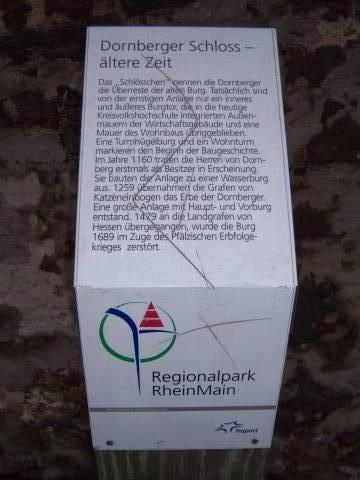 Dornberger Schloss –
ältere Zeit
Das „Schlösschen" nennen die Dornberger
die Überreste der alten Burg. Tatsächlich sind
von der einstigen Anlage nur ein inneres
und äußeres Burgtor, die in die heutige
Kreisvolkshochschule integrierten Außen-
mauern der Wirtschaftsgebäude und eine
Mauer des Wohnbaus übriggeblieben.
Eine Turmhügelburg und ein Wohnturm
markieren den Beginn der Baugeschichte.
Im Jahre 1160 traten die Herren von Dorn-
berg erstmals als Besitzer in Erscheinung.
Sie bauten die Anlage zu einer Wasserburg
aus. 1259 übernahmen die Grafen von
Katzenelnbogen das Erbe der Dornberger.
Eine große Anlage mit Haupt- und Vorburg
entstand. 1479 an die Landgrafen von
Hessen übergegangen, wurde die Burg
1689 im Zuge des Pfälzischen Erbfolge-
krieges zerstört.
Regionalpark
RheinMain
Fraport